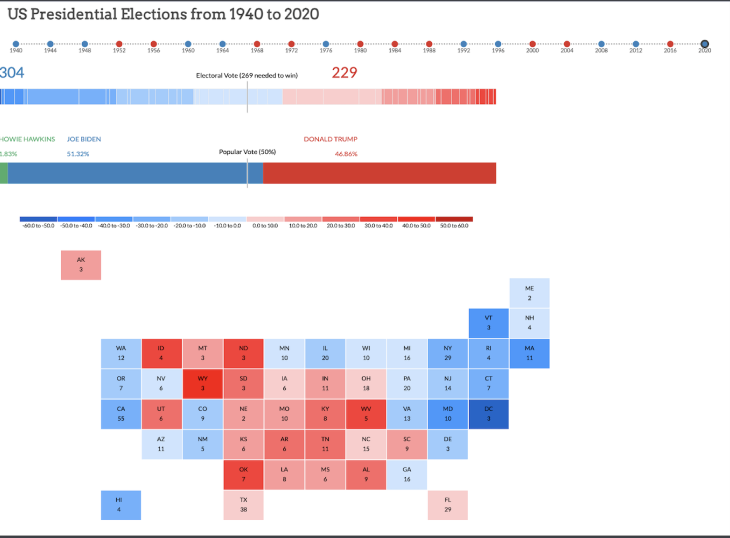 US Presidential Elections from 1940 to 2020
1940 1944 1948 1952 1956 1960 1964 1968 1972 1976 1980 1984 1988 1992 1996 2000 2004 2008 2012 2016 2020
304 Electoral Vote (269 needed to win) 229
HOWIE HAWKINS JOE BIDEN DONALD TRUMP
1.83% 51.32% Popular Vote (50%) 46.86%
-60.0 to -50.0 -50.0 to -40.0 -40.0 to -30.0 -30.0 to -20.0 -20.0 to -10.0 -10.0 to 0.0 0.0 to 10.0 10.0 to 20.0 20.0 to 30.0 30.0 to 40.0 40.0 to 50.0 50.0 to 60.0
AK
3
ME
2
VT NH
3 4
WA ID MT ND MN IL WI MI NY RI MA
12 4 3 3 10 20 10 16 29 4 11
OR NV WY SD IA IN OH PA NJ CT
7 6 3 3 6 11 18 20 14 7
CA UT CO NE MO KY WV VA MD DC
55 6 9 2 10 8 5 13 10 3
AZ NM KS AR TN NC SC DE
11 5 6 6 11 15 9 3
OK LA MS AL GA
7 8 6 9 16
HI TX FL
4 38 29